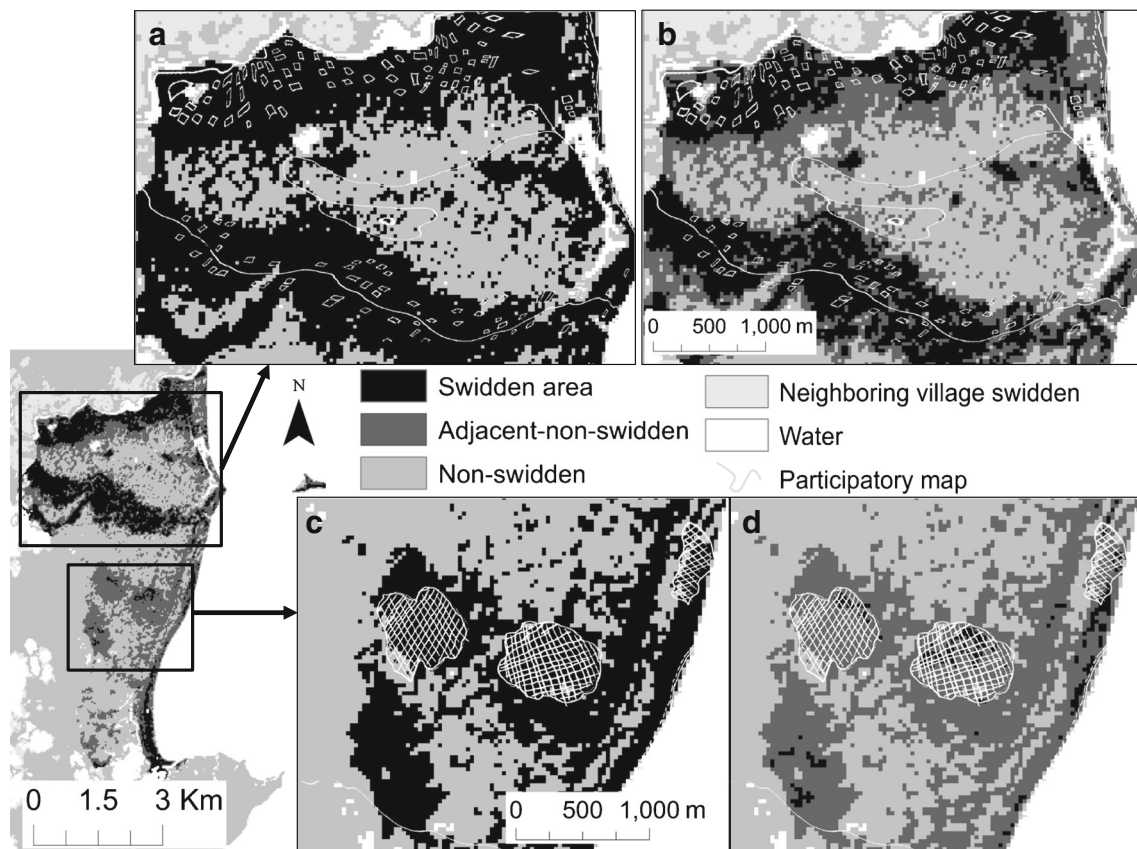 a
b
0 500 1,000 m
N
Swidden area
Adjacent-non-swidden
Non-swidden
Neighboring village swidden
Water
Participatory map
c
d
0 500 1,000 m
0 1.5 3 Km